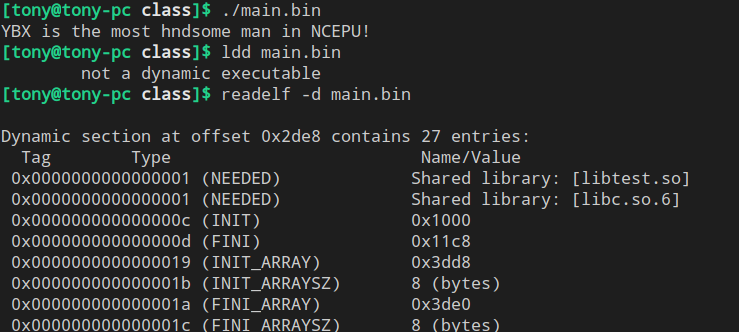 [tony@tony-pc class]$ ./main.bin
YBX is the most hndsome man in NCEPU!
[tony@tony-pc class]$ ldd main.bin
        not a dynamic executable
[tony@tony-pc class]$ readelf -d main.bin

Dynamic section at offset 0x2de8 contains 27 entries:
  Tag        Type                         Name/Value
 0x0000000000000001 (NEEDED)             Shared library: [libtest.so]
 0x0000000000000001 (NEEDED)             Shared library: [libc.so.6]
 0x000000000000000c (INIT)               0x1000
 0x000000000000000d (FINI)               0x11c8
 0x0000000000000019 (INIT_ARRAY)         0x3dd8
 0x000000000000001b (INIT_ARRAYSZ)       8 (bytes)
 0x000000000000001a (FINI_ARRAY)         0x3de0
 0x000000000000001c (FINI_ARRAYSZ)       8 (bytes)